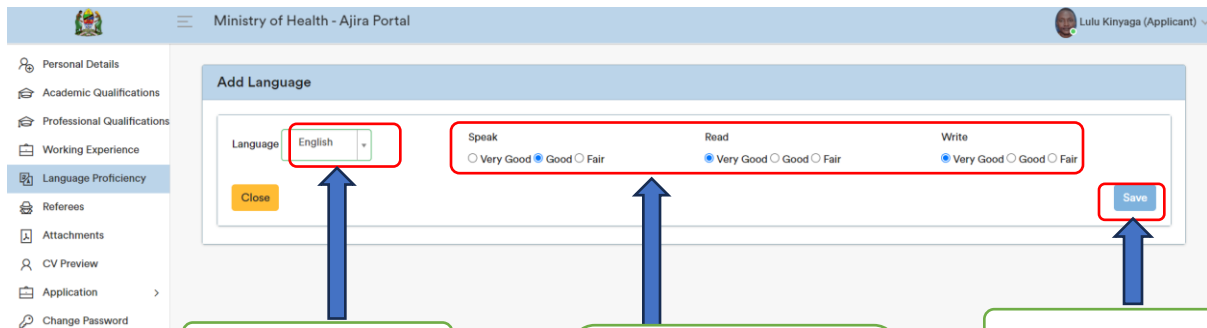 Ministry of Health - Ajira Portal
Lulu Kinyaga (Applicant)
Personal Details
Academic Qualifications
Professional Qualifications
Working Experience
Language Proficiency
Referees
Attachments
CV Preview
Application
Change Password
Add Language
Language English
Speak Read Write
Very Good Good Fair Very Good Good Fair Very Good Good Fair
Close Save